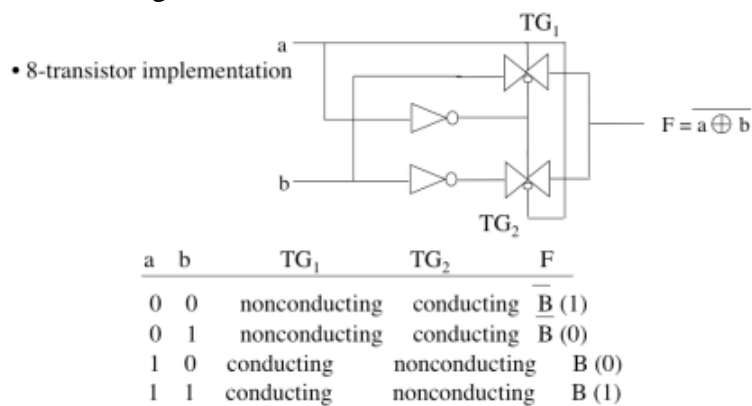 TG₁
a
• 8-transistor implementation
F = a ⊕ b
b
TG₂
a b TG₁ TG₂ F
0 0 nonconducting conducting B̅ (1)
0 1 nonconducting conducting B̅ (0)
1 0 conducting nonconducting B (0)
1 1 conducting nonconducting B (1)